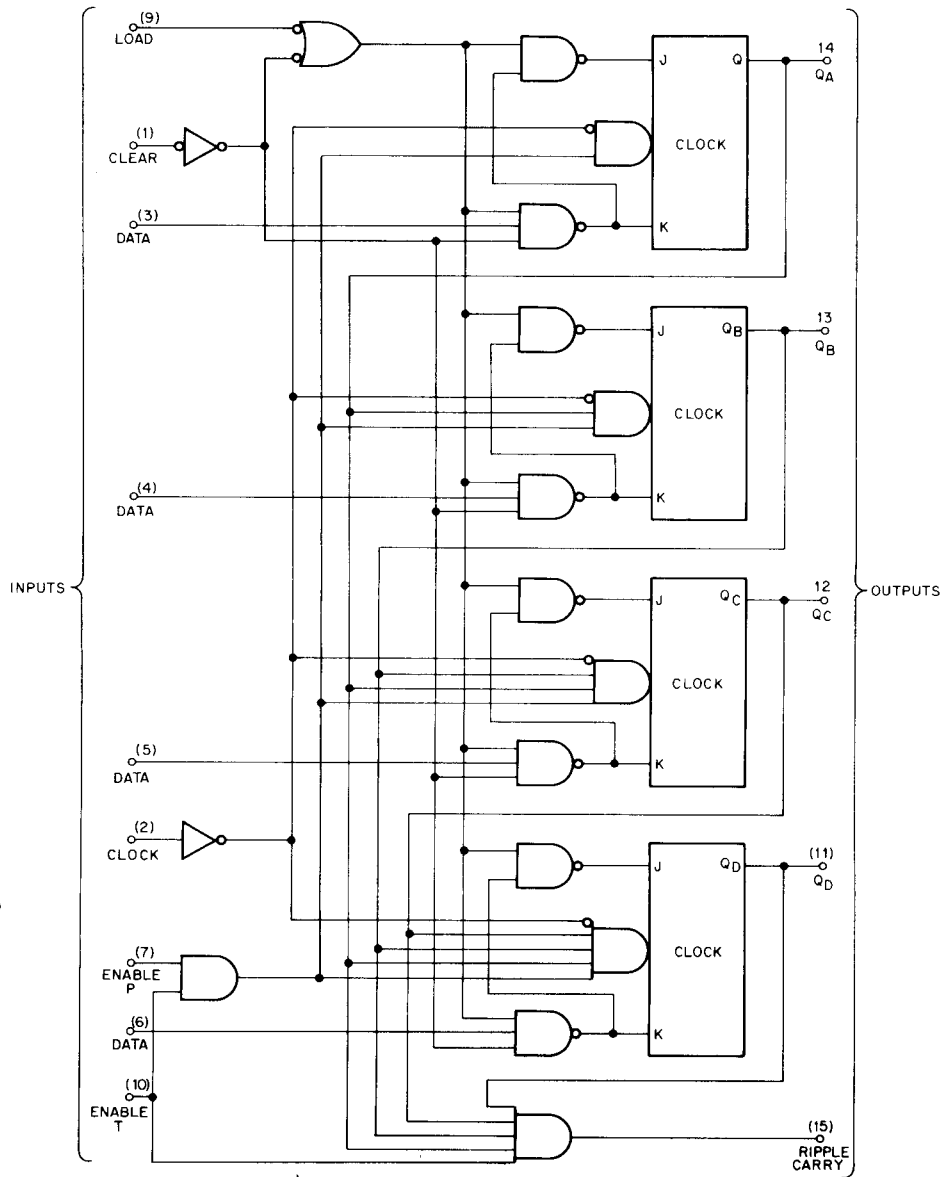 (9)
LOAD
J
Q
14
QA
(1)
CLEAR
CLOCK
(3)
DATA
K
13
J
QB
QB
CLOCK
(4)
DATA
K
INPUTS
OUTPUTS
12
J
QC
QC
CLOCK
(5)
DATA
K
(2)
CLOCK
J
QD
(11)
QD
CLOCK
(7)
ENABLE
P
(6)
DATA
K
(10)
ENABLE
T
(15)
RIPPLE
CARRY